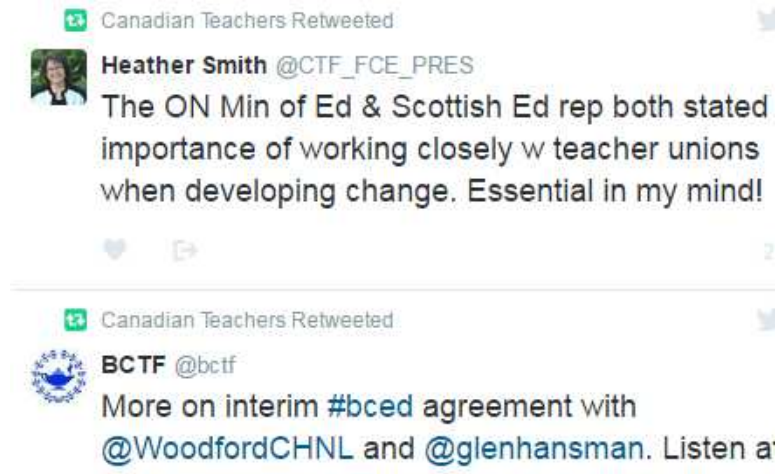 Canadian Teachers Retweeted
Heather Smith @CTF_FCE_PRES
The ON Min of Ed & Scottish Ed rep both stated
importance of working closely w teacher unions
when developing change. Essential in my mind!
Canadian Teachers Retweeted
BCTF @bctf
More on interim #bced agreement with
@WoodfordCHNL and @glenhansman. Listen